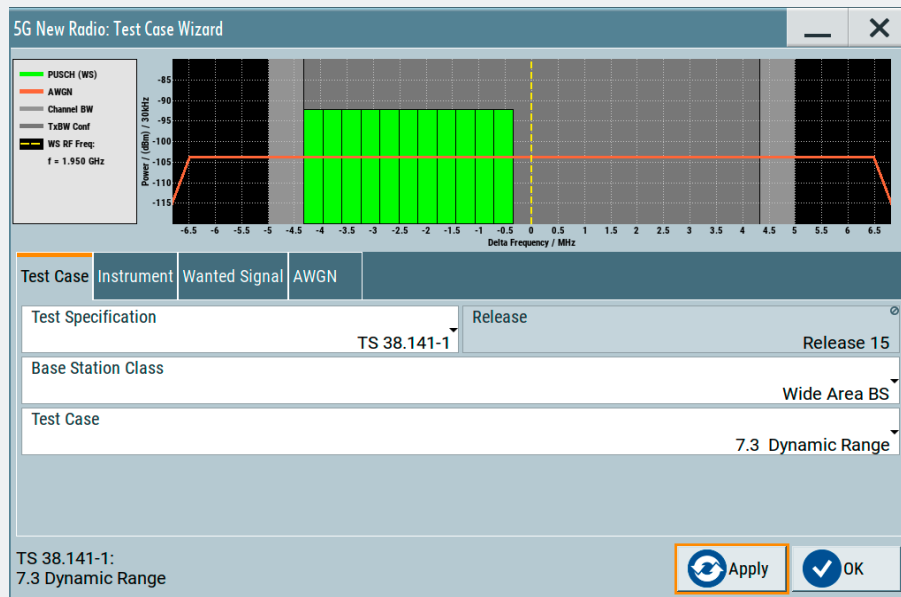 5G New Radio: Test Case Wizard
PUSCH (WS)
AWGN
Channel BW
TxBW Conf
WS RF Freq:
f = 1.950 GHz
Power / (dBm) / 30kHz
-85
-90
-95
-100
-105
-110
-115
-6.5 -6 -5.5 -5 -4.5 -4 -3.5 -3 -2.5 -2 -1.5 -1 -0.5 0 0.5 1 1.5 2 2.5 3 3.5 4 4.5 5 5.5 6 6.5
Delta Frequency / MHz
Test Case Instrument Wanted Signal AWGN
Test Specification
TS 38.141-1
Release
Release 15
Base Station Class
Wide Area BS
Test Case
7.3 Dynamic Range
TS 38.141-1:
7.3 Dynamic Range
Apply
OK